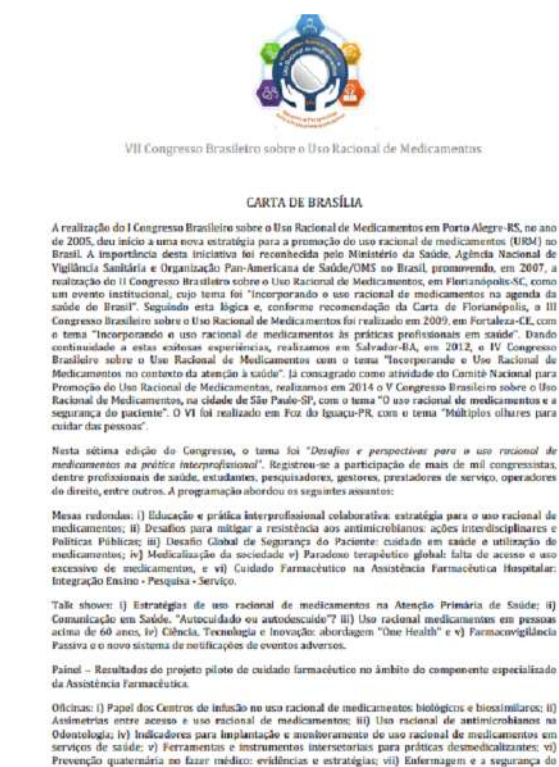 VII Congresso Brasileiro sobre o Uso Racional de Medicamentos
CARTA DE BRASÍLIA
A realização do I Congresso Brasileiro sobre o Uso Racional de Medicamentos em Porto Alegre-RS, no ano
de 2005, deu início a uma nova estratégia para a promoção do uso racional de medicamentos (URM) no
Brasil. A importância desta iniciativa foi reconhecida pelo Ministério da Saúde, Agência Nacional de
Vigilância Sanitária e Organização Pan-Americana de Saúde/OMS no Brasil, promovendo, em 2007, a
realização do II Congresso Brasileiro sobre o Uso Racional de Medicamentos, em Florianópolis-SC, como
um evento institucional, cujo tema foi "Incorporando o uso racional de medicamentos na agenda da
saúde do Brasil". Seguindo esta lógica e, conforme recomendação da Carta de Florianópolis, o III
Congresso Brasileiro sobre o Uso Racional de Medicamentos foi realizado em 2009, em Fortaleza-CE, com
o tema "Incorporando o uso racional de medicamentos às práticas profissionais em saúde". Dando
continuidade a estas exitosas experiências, realizamos em Salvador-BA, em 2012, o IV Congresso
Brasileiro sobre o Uso Racional de Medicamentos com o tema "Incorporando o Uso Racional de
Medicamentos no contexto da atenção à saúde". Já consagrado como atividade do Comitê Nacional para
Promoção do Uso Racional de Medicamentos, realizamos em 2014 o V Congresso Brasileiro sobre o Uso
Racional de Medicamentos, na cidade de São Paulo-SP, com o tema "O uso racional de medicamentos e a
segurança do paciente". O VI foi realizado em Foz do Iguaçu-PR, com o tema "Múltiplos olhares para
cuidar das pessoas".
Nesta sétima edição do Congresso, o tema foi "Desafios e perspectivas para o uso racional de
medicamentos na prática interprofissional". Registrou-se a participação de mais de mil congressistas,
dentre profissionais de saúde, estudantes, pesquisadores, gestores, prestadores de serviço, operadores
do direito, entre outros. A programação abordou os seguintes assuntos:
Mesas redondas: i) Educação e prática interprofissional colaborativa: estratégia para o uso racional de
medicamentos; ii) Desafios para mitigar a resistência aos antimicrobianos: ações interdisciplinares e
Políticas Públicas; iii) Desafio Global de Segurança do Paciente: cuidado em saúde e utilização de
medicamentos; iv) Medicalização da sociedade v) Paradoxo terapêutico global: falta de acesso e uso
excessivo de medicamentos, e vi) Cuidado Farmacêutico na Assistência Farmacêutica Hospitalar:
Integração Ensino - Pesquisa - Serviço.
Talk shows: i) Estratégias de uso racional de medicamentos na Atenção Primária de Saúde; ii)
Comunicação em Saúde. "Autocuidado ou autodescuido"? iii) Uso racional medicamentos em pessoas
acima de 60 anos, iv) Ciência, Tecnologia e Inovação: abordagem "One Health" e v) Farmacovigilância
Passiva e o novo sistema de notificações de eventos adversos.
Painel – Resultados do projeto piloto de cuidado farmacêutico no âmbito do componente especializado
da Assistência Farmacêutica.
Oficinas: i) Papel dos Centros de infusão no uso racional de medicamentos biológicos e biossimilares; ii)
Assimetrias entre acesso e uso racional de medicamentos; iii) Uso racional de antimicrobianos na
Odontologia; iv) Indicadores para implantação e monitoramento do uso racional de medicamentos em
serviços de saúde; v) Ferramentas e instrumentos intersetoriais para práticas desmedicalizantes; vi)
Prevenção quaternária no fazer médico: evidências e estratégias; vii) Enfermagem e a segurança do